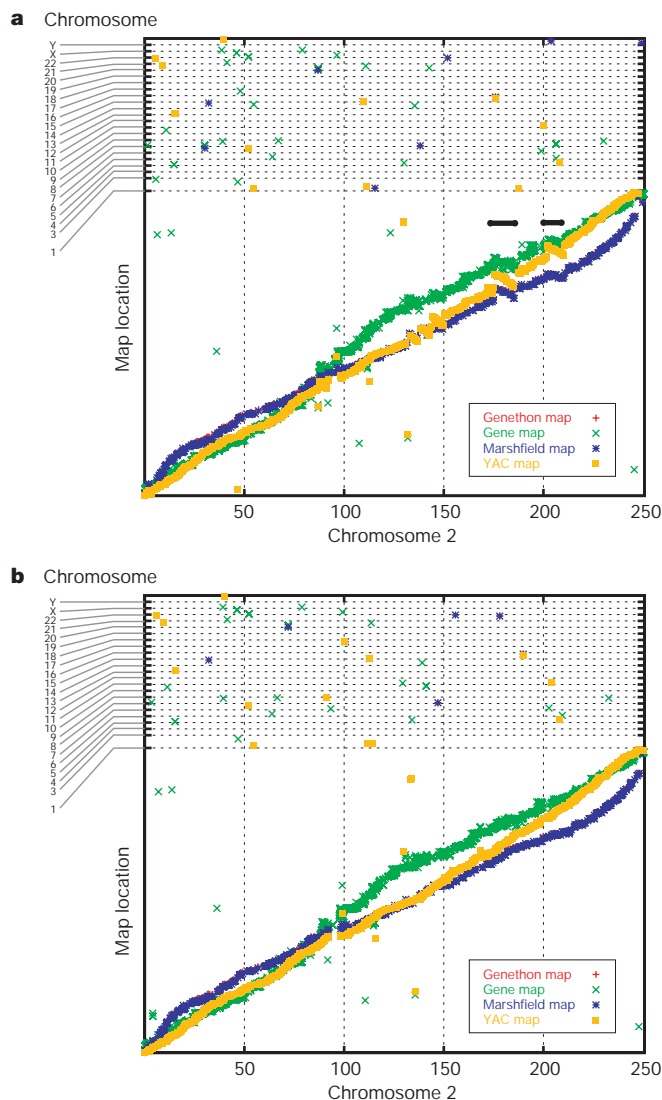 a Chromosome
Y
X
22
21
20
19
18
17
16
15
14
13
12
11
10
9
8
7
6
5
4
3
1
Map location
Genethon map
Gene map
Marshfield map
YAC map
50 100 150 200 250
Chromosome 2
b Chromosome
Y
X
22
21
20
19
18
17
16
15
14
13
12
11
10
9
8
7
6
5
4
3
1
Map location
Genethon map
Gene map
Marshfield map
YAC map
50 100 150 200 250
Chromosome 2